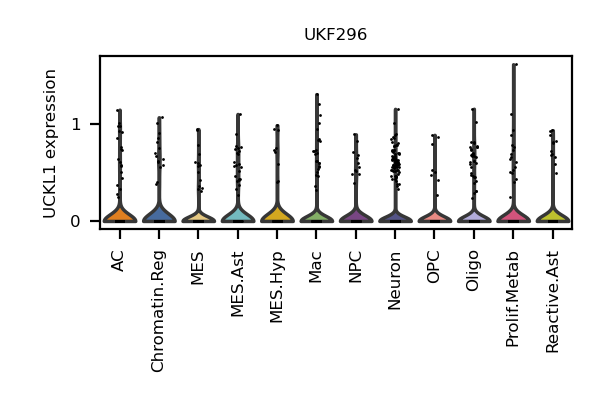 UKF296
UCKL1 expression
1
0
AC
Chromatin.Reg
MES
MES.Ast
MES.Hyp
Mac
NPC
Neuron
OPC
Oligo
Prolif.Metab
Reactive.Ast